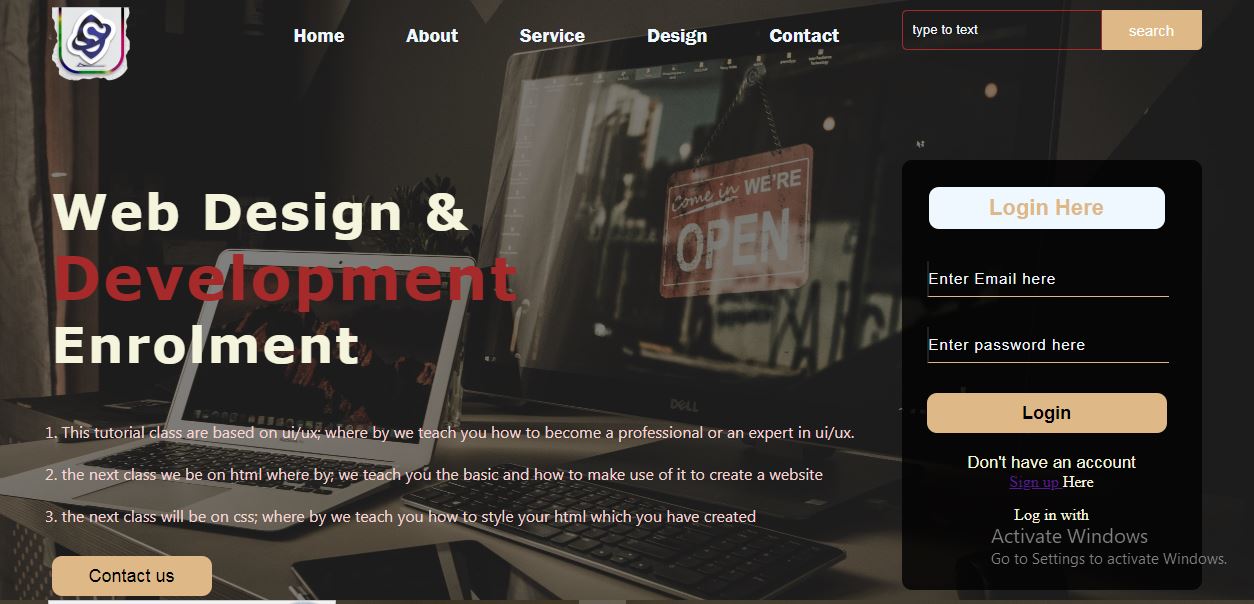 Home About Service Design Contact
type to text search
Web Design &
Development
Enrolment
1. This tutorial class are based on ui/ux; where by we teach you how to become a professional or an expert in ui/ux.
2. the next class we be on html where by; we teach you the basic and how to make use of it to create a website
3. the next class will be on css; where by we teach you how to style your html which you have created
Contact us
Login Here
Enter Email here
Enter password here
Login
Don't have an account
Sign up Here
Log in with
Activate Windows
Go to Settings to activate Windows.
come in WE'RE
OPEN
DELL